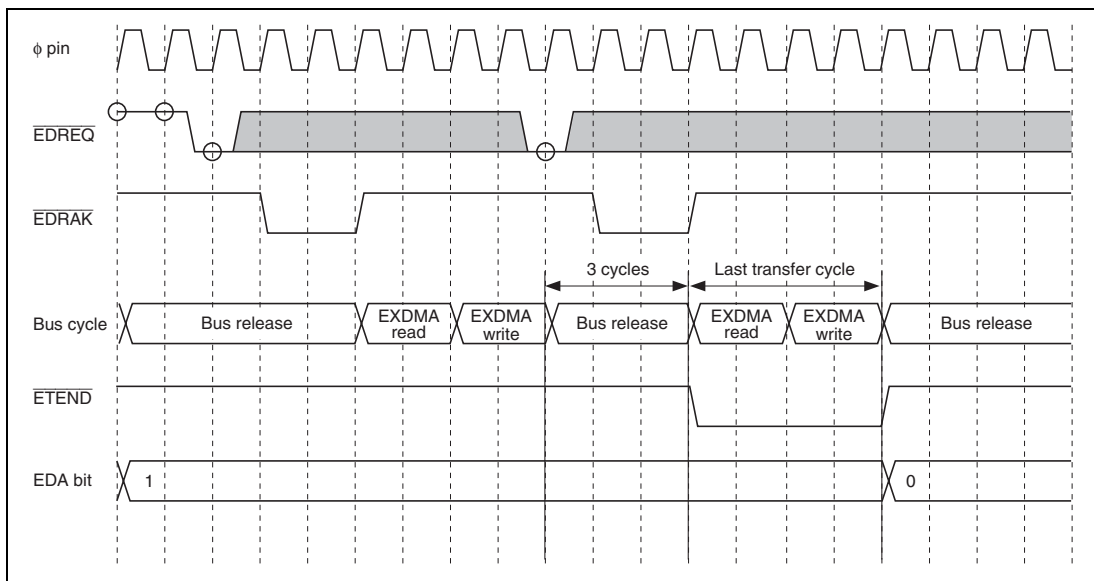 φ pin
EDREQ
EDRAK
3 cycles
Last transfer cycle
Bus cycle
Bus release
EXDMA
read
EXDMA
write
Bus release
EXDMA
read
EXDMA
write
Bus release
ETEND
EDA bit
1
0